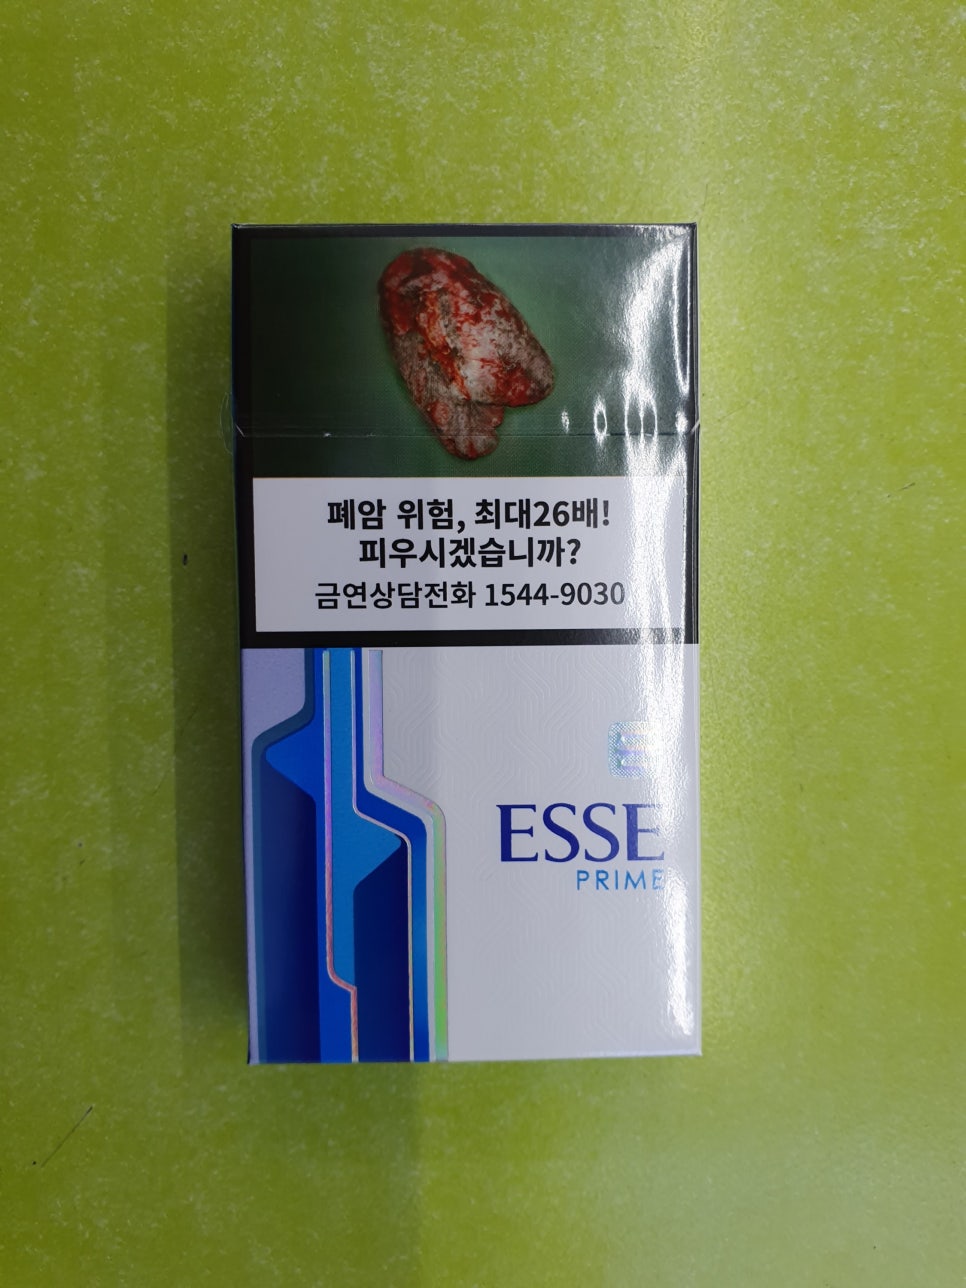 폐암 위험, 최대26배!
피우시겠습니까?
금연상담전화 1544-9030
ESSE
PRIME